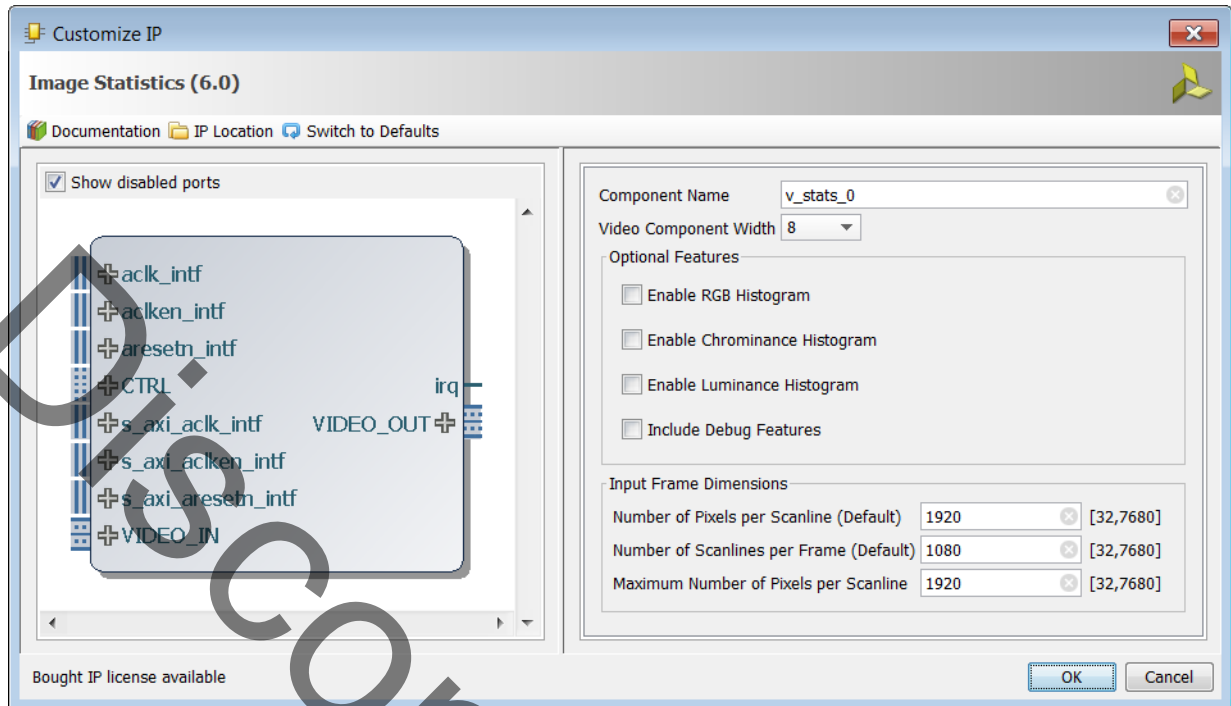 Customize IP
Image Statistics (6.0)
Documentation IP Location Switch to Defaults
Show disabled ports
aclk_intf
aclken_intf
aresetn_intf
CTRL irq
s_axi_aclk_intf VIDEO_OUT
s_axi_aclken_intf
s_axi_aresetn_intf
VIDEO_IN
Component Name v_stats_0
Video Component Width 8
Optional Features
Enable RGB Histogram
Enable Chrominance Histogram
Enable Luminance Histogram
Include Debug Features
Input Frame Dimensions
Number of Pixels per Scanline (Default) 1920 [32,7680]
Number of Scanlines per Frame (Default) 1080 [32,7680]
Maximum Number of Pixels per Scanline 1920 [32,7680]
Bought IP license available OK Cancel
Discon